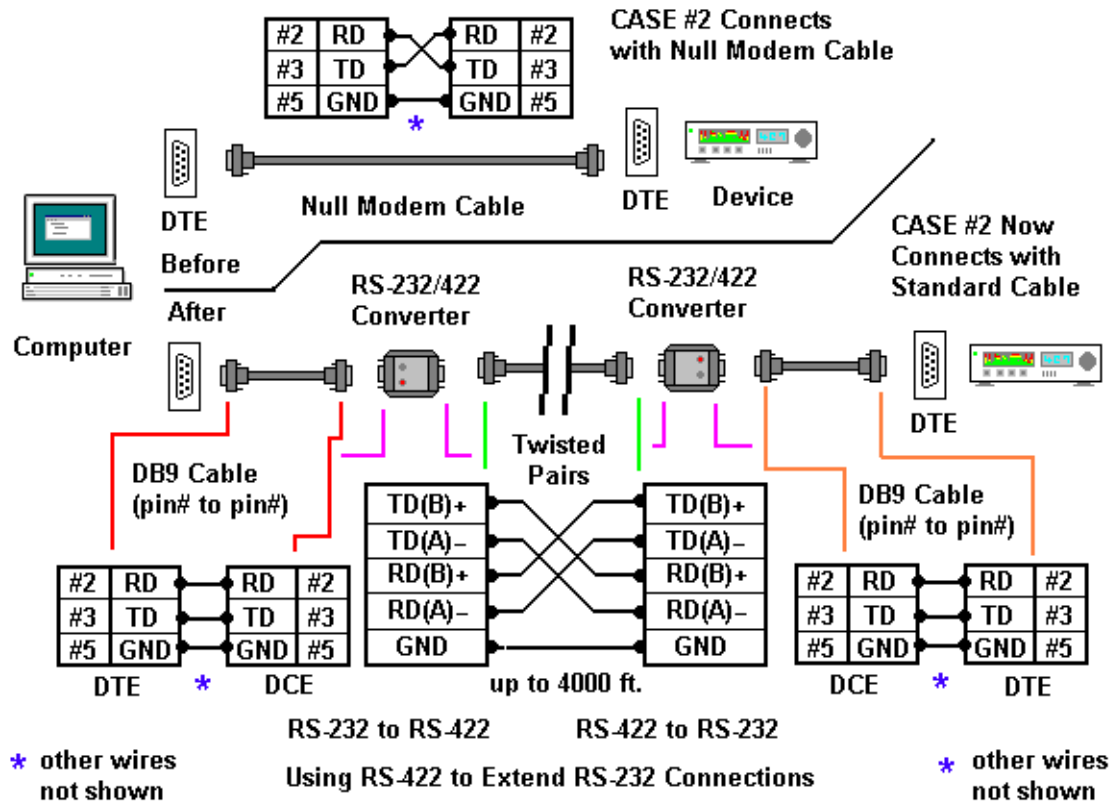 #2 RD RD #2
#3 TD TD #3
#5 GND GND #5
*
CASE #2 Connects
with Null Modem Cable
DTE
Null Modem Cable
DTE
Device
Before
After
Computer
CASE #2 Now
Connects with
Standard Cable
RS-232/422
Converter
RS-232/422
Converter
DTE
Twisted
Pairs
DB9 Cable
(pin# to pin#)
DB9 Cable
(pin# to pin#)
TD(B)+ TD(B)+
TD(A)− TD(A)−
RD(B)+ RD(B)+
RD(A)− RD(A)−
GND GND
#2 RD RD #2
#3 TD TD #3
#5 GND GND #5
DTE * DCE
up to 4000 ft.
#2 RD RD #2
#3 TD TD #3
#5 GND GND #5
DCE * DTE
RS-232 to RS-422
RS-422 to RS-232
* other wires
not shown
Using RS-422 to Extend RS-232 Connections
* other wires
not shown